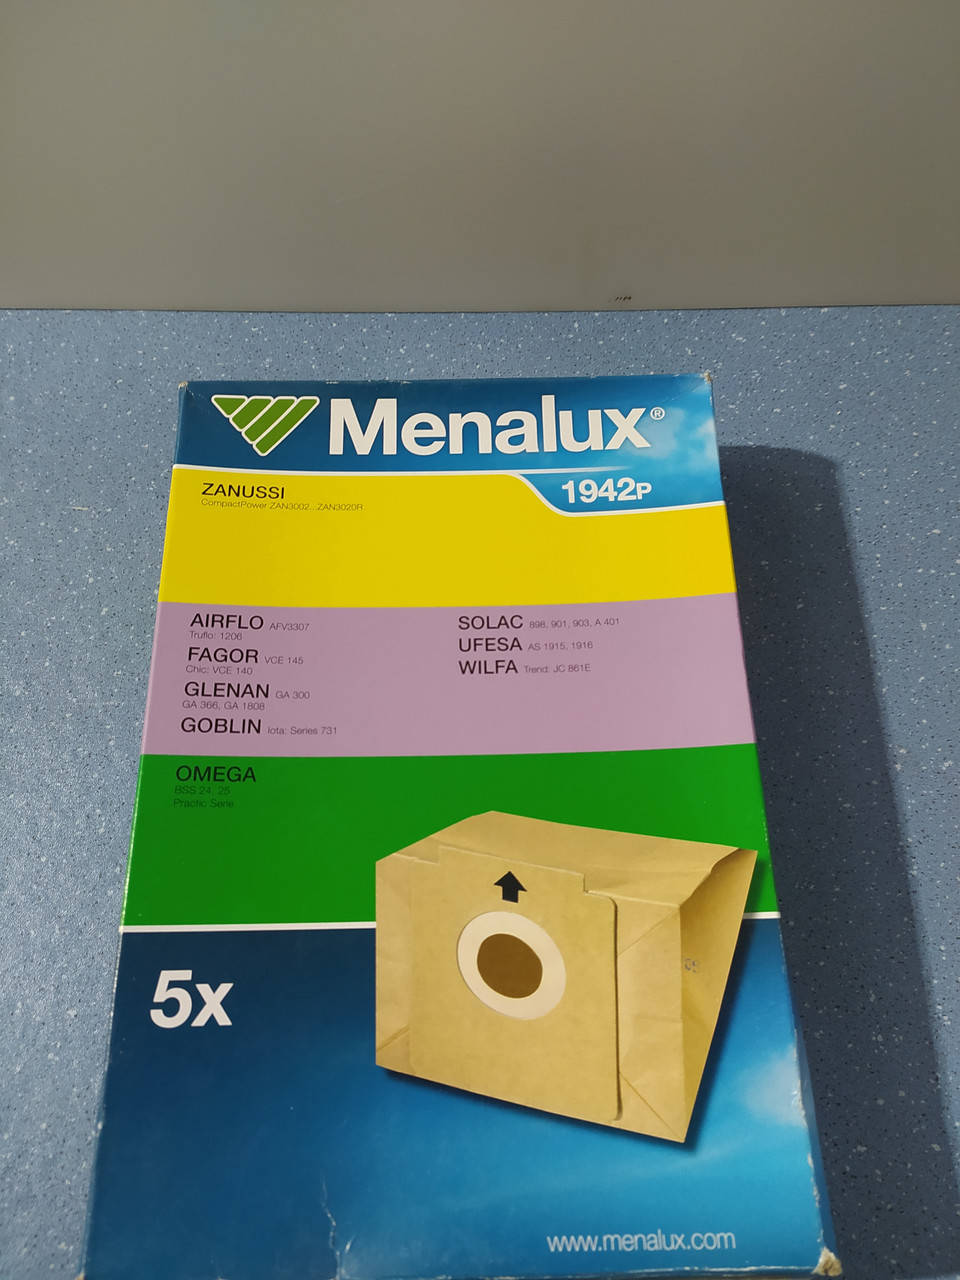 Menalux®
1942P
ZANUSSI
CompactPower ZAN3002...ZAN3020R
AIRFLO AFV3307
Truflo: 1206
FAGOR VCE 145
Chic: VCE 140
GLENAN GA 300
GA 366, GA 1808
GOBLIN Iota: Series 731
SOLAC 898, 901, 903, A 401
UFESA AS 1915, 1916
WILFA Trend: JC 861E
OMEGA
BSS 24, 25
Practic Serie
5x
www.menalux.com